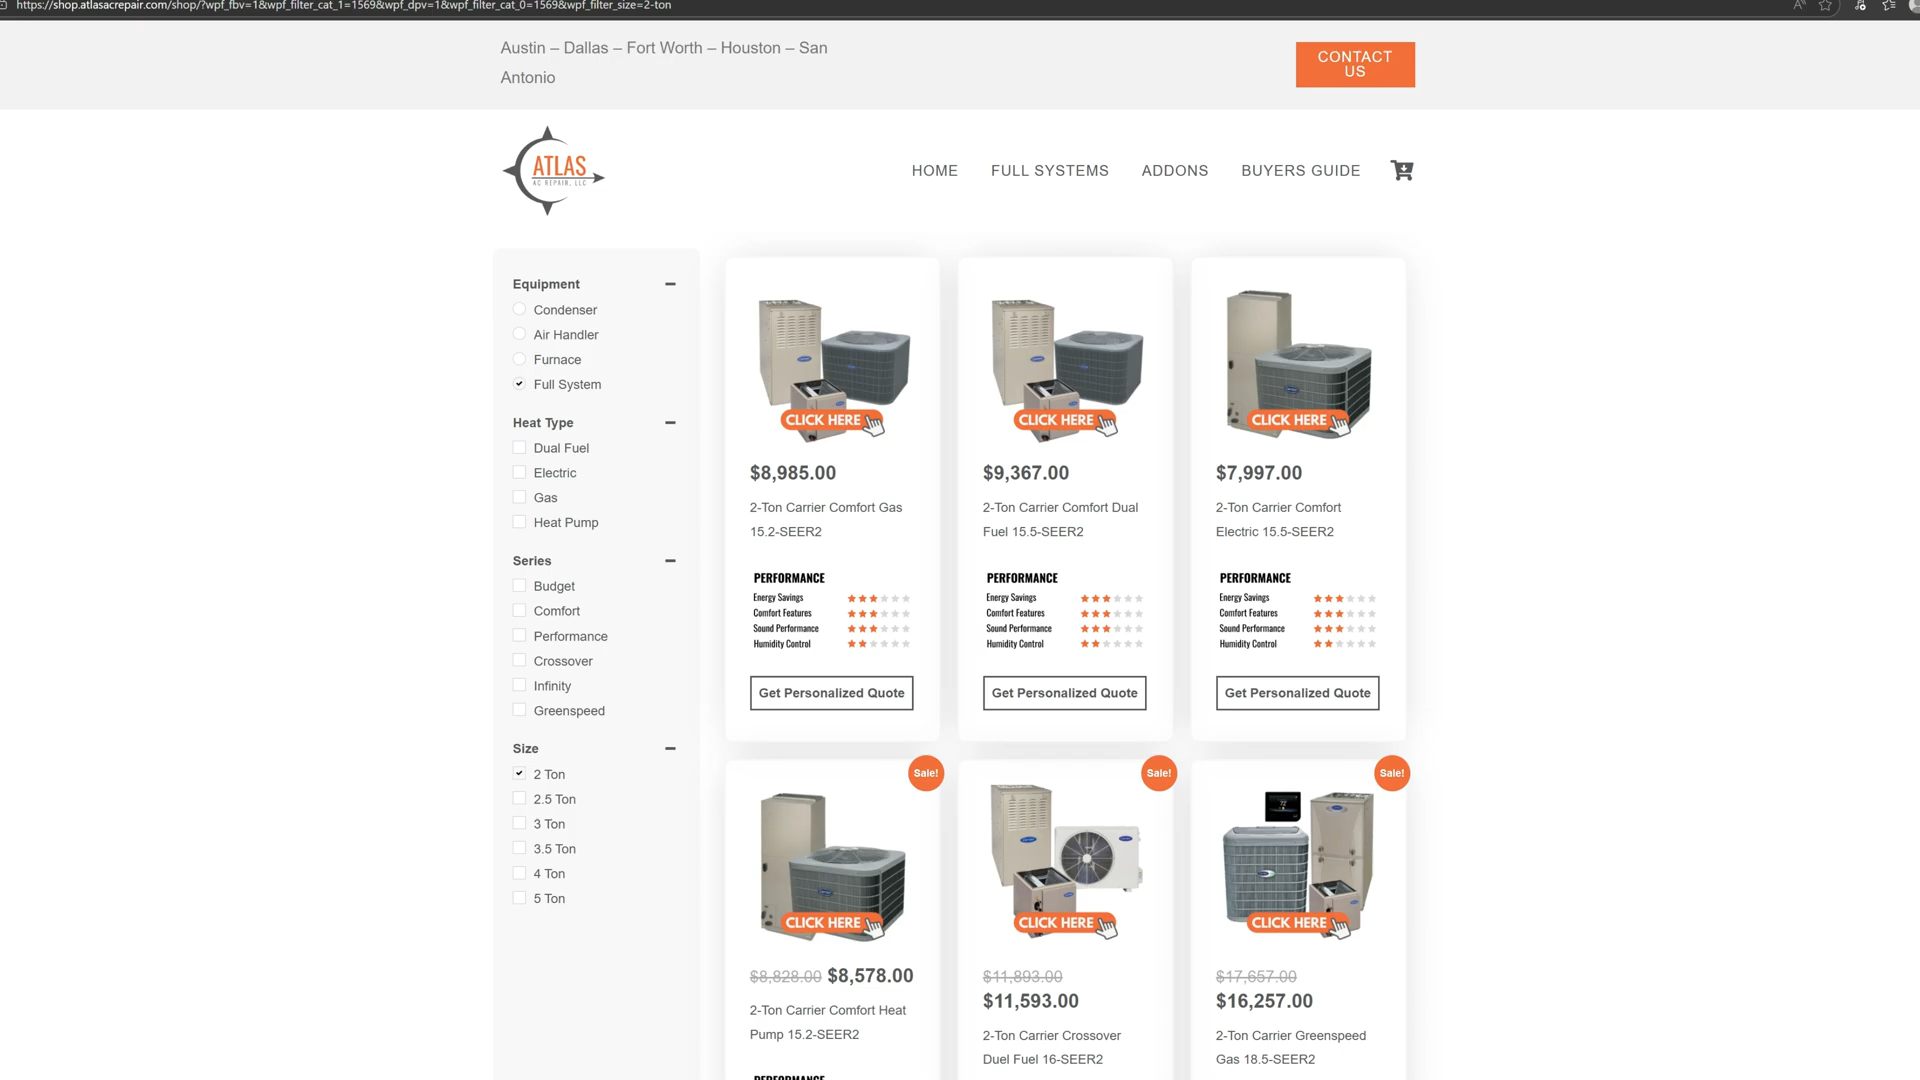 https://shop.atlasacrepair.com/shop/?wpf_fbv=1&wpf_filter_cat_1=1569&wpf_dpv=1&wpf_filter_cat_0=1569&wpf_filter_size=2-ton
Austin – Dallas – Fort Worth – Houston – San
Antonio
CONTACT
US
ATLAS
AC REPAIR, LLC
HOME
FULL SYSTEMS
ADDONS
BUYERS GUIDE
Equipment
Condenser
Air Handler
Furnace
Full System
Heat Type
Dual Fuel
Electric
Gas
Heat Pump
Series
Budget
Comfort
Performance
Crossover
Infinity
Greenspeed
Size
2 Ton
2.5 Ton
3 Ton
3.5 Ton
4 Ton
5 Ton
CLICK HERE
$8,985.00
2-Ton Carrier Comfort Gas
15.2-SEER2
PERFORMANCE
Energy Savings
Comfort Features
Sound Performance
Humidity Control
Get Personalized Quote
CLICK HERE
$9,367.00
2-Ton Carrier Comfort Dual
Fuel 15.5-SEER2
PERFORMANCE
Energy Savings
Comfort Features
Sound Performance
Humidity Control
Get Personalized Quote
CLICK HERE
$7,997.00
2-Ton Carrier Comfort
Electric 15.5-SEER2
PERFORMANCE
Energy Savings
Comfort Features
Sound Performance
Humidity Control
Get Personalized Quote
Sale!
CLICK HERE
$8,828.00 $8,578.00
2-Ton Carrier Comfort Heat
Pump 15.2-SEER2
PERFORMANCE
Sale!
CLICK HERE
$11,893.00
$11,593.00
2-Ton Carrier Crossover
Duel Fuel 16-SEER2
Sale!
CLICK HERE
$17,657.00
$16,257.00
2-Ton Carrier Greenspeed
Gas 18.5-SEER2